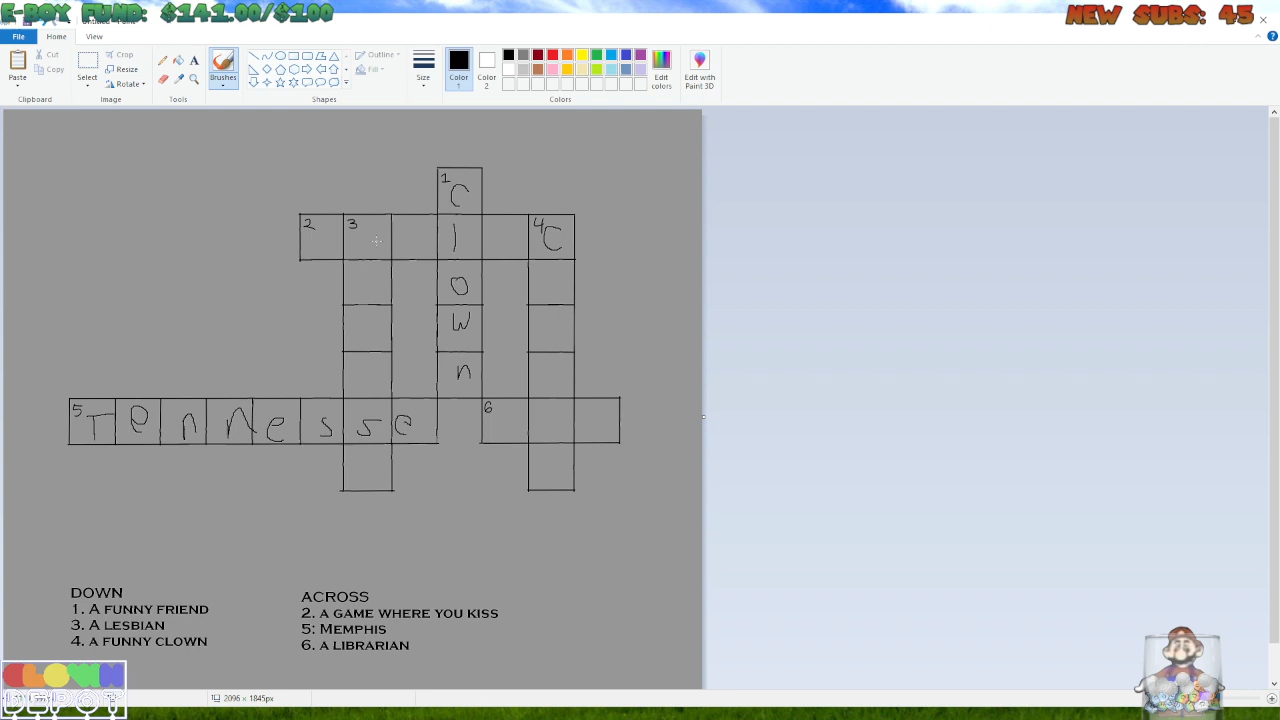 E-BOY FUND: $141.00/$100
NEW SUBS: 45
File Home View
Paste
Cut
Copy
Clipboard
Select
Crop
Resize
Rotate
Image
A
Tools
Brushes
Outline
Fill
Shapes
Size
Color 1
Color 2
Edit colors
Colors
Edit with Paint 3D
1 C
2 3 l 4 C
o
w
n
5 T e n n e s s e 6
DOWN
1. A FUNNY FRIEND
3. A LESBIAN
4. A FUNNY CLOWN
ACROSS
2. A GAME WHERE YOU KISS
5: MEMPHIS
6. A LIBRARIAN
CLOWN
DEPOT
2096 × 1845px